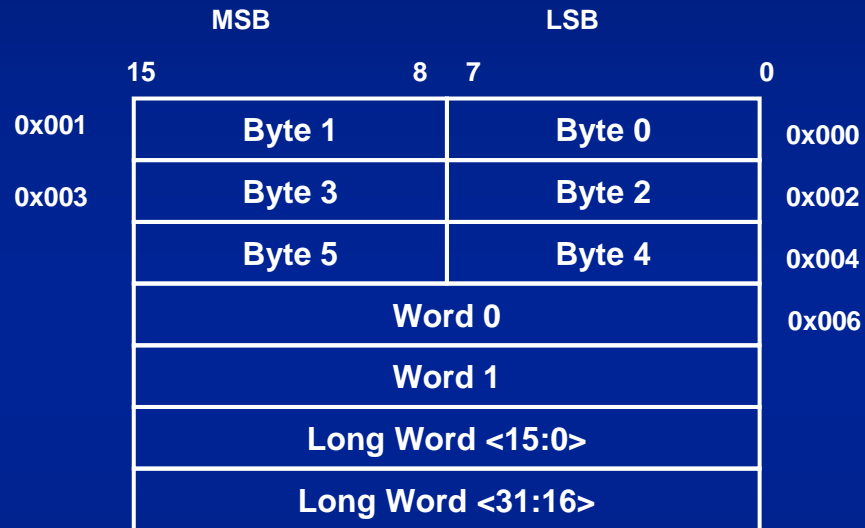 MSB LSB
15 8 7 0
0x001 Byte 1 Byte 0 0x000
0x003 Byte 3 Byte 2 0x002
Byte 5 Byte 4 0x004
Word 0 0x006
Word 1
Long Word <15:0>
Long Word <31:16>